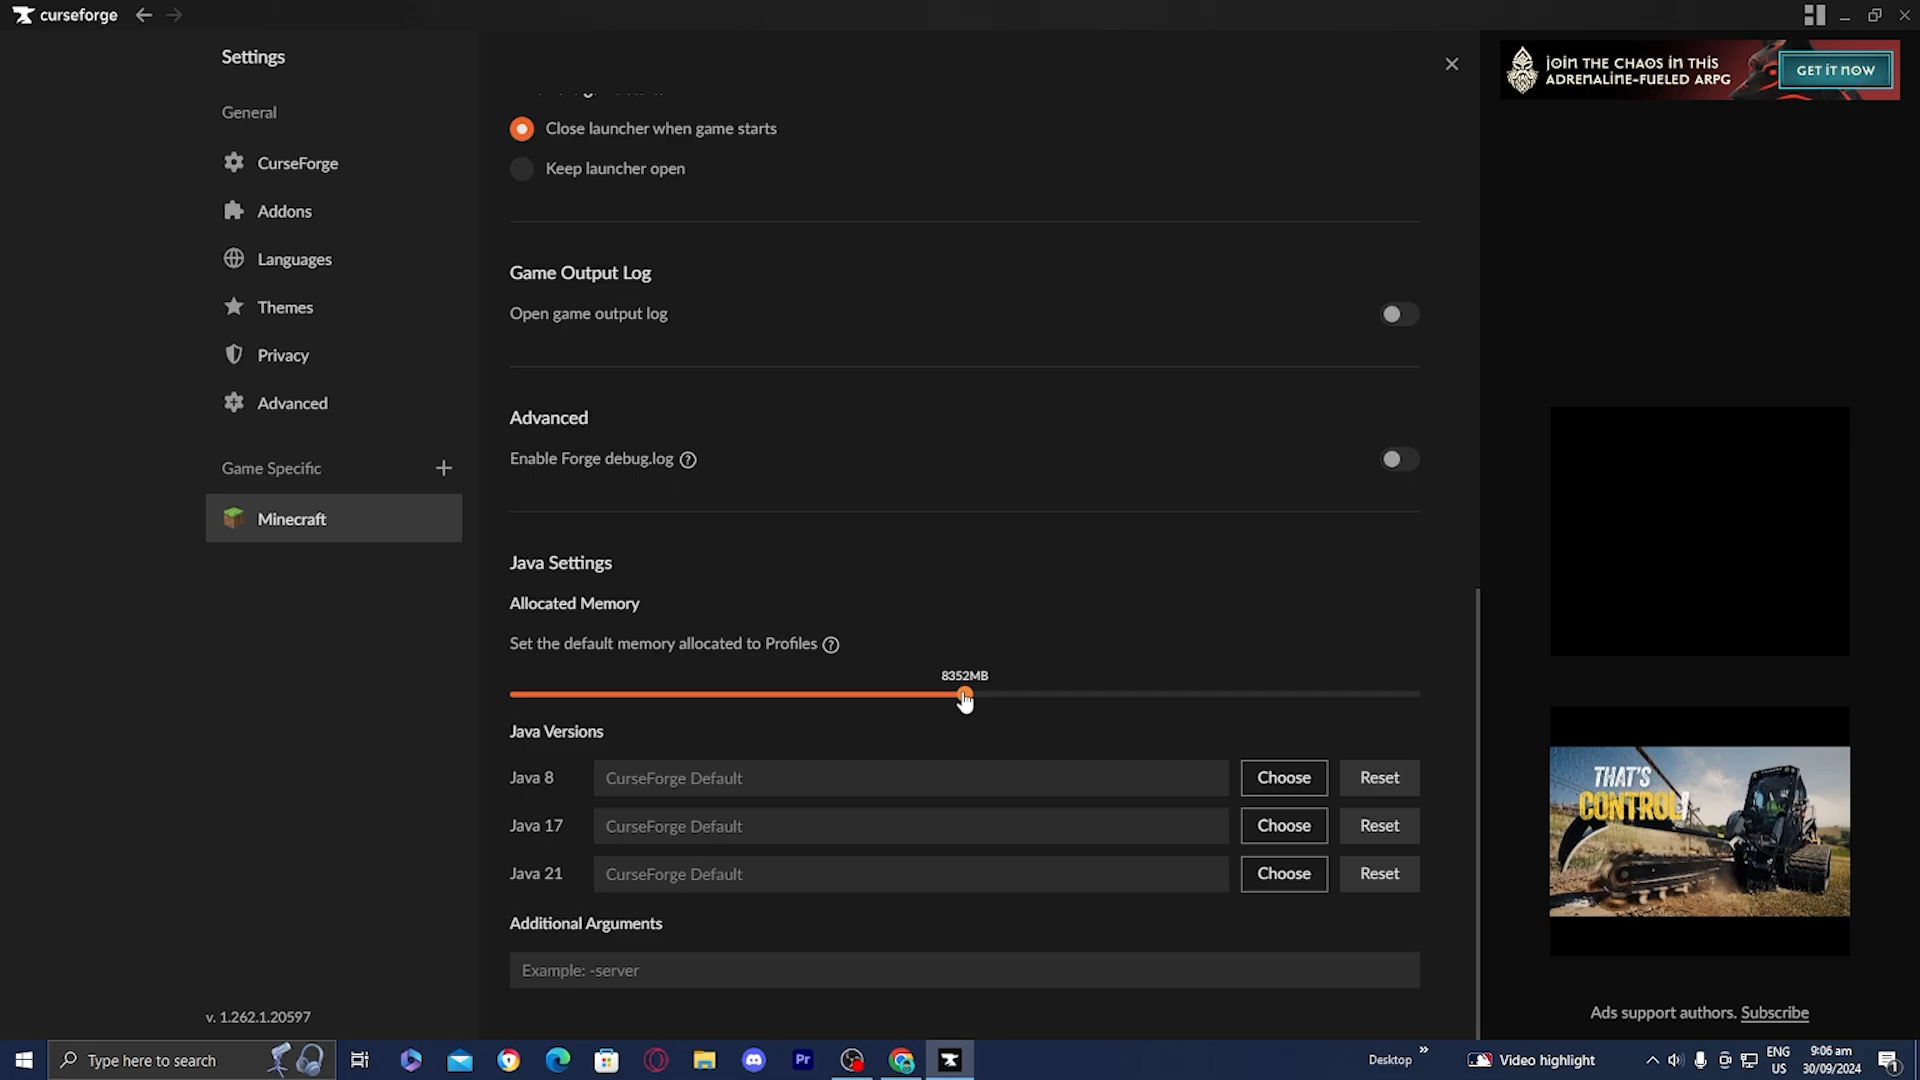 curseforge
Settings
JOIN THE CHAOS IN THIS
ADRENALINE-FUELED ARPG
GET IT NOW
General
Close launcher when game starts
CurseForge
Keep launcher open
Addons
Languages
Game Output Log
Themes
Open game output log
Privacy
Advanced
Advanced
Enable Forge debug.log
Game Specific
Minecraft
Java Settings
Allocated Memory
Set the default memory allocated to Profiles
8352MB
Java Versions
Java 8
CurseForge Default
Choose
Reset
Java 17
CurseForge Default
Choose
Reset
Java 21
CurseForge Default
Choose
Reset
THAT'S
CONTROL!
Additional Arguments
Example: -server
v. 1.262.1.20597
Ads support authors. Subscribe
Type here to search
Pr
Desktop
Video highlight
ENG
US
9:06 am
30/09/2024
1